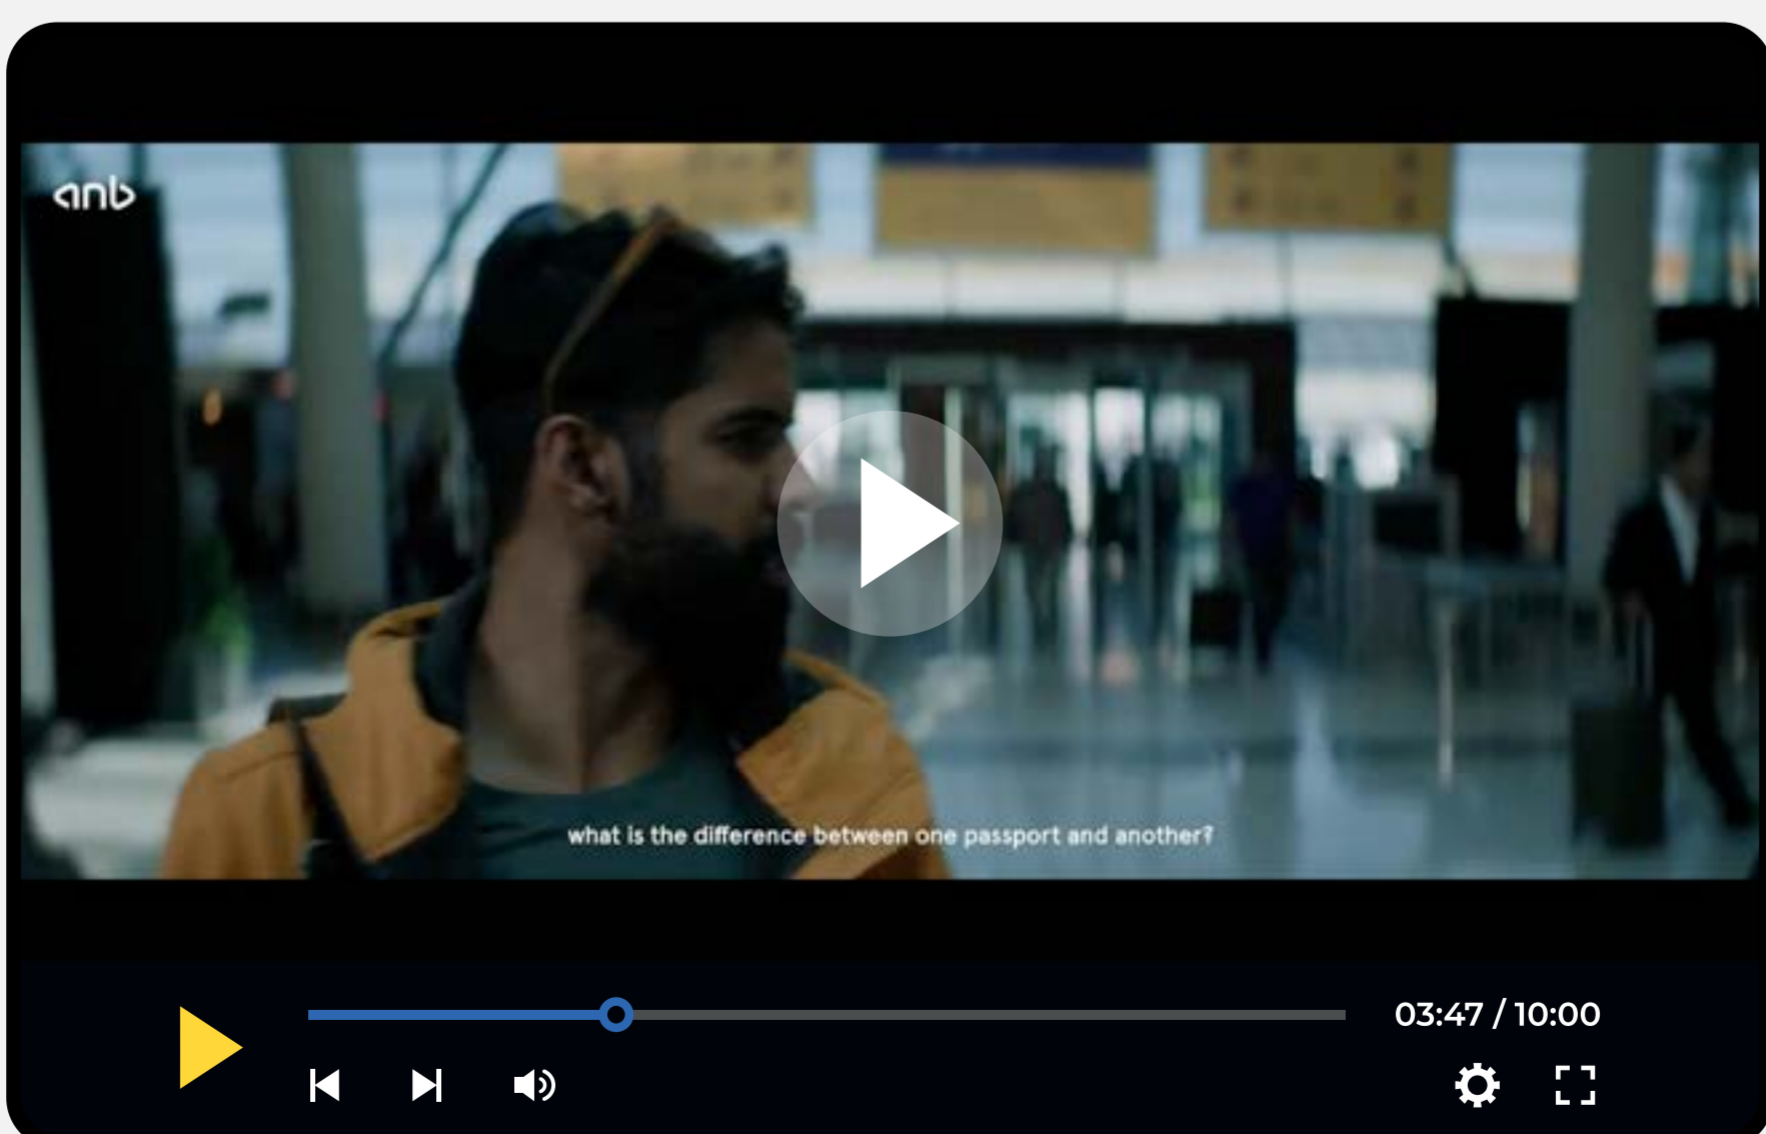 anb
what is the difference between one passport and another?
03:47 / 10:00